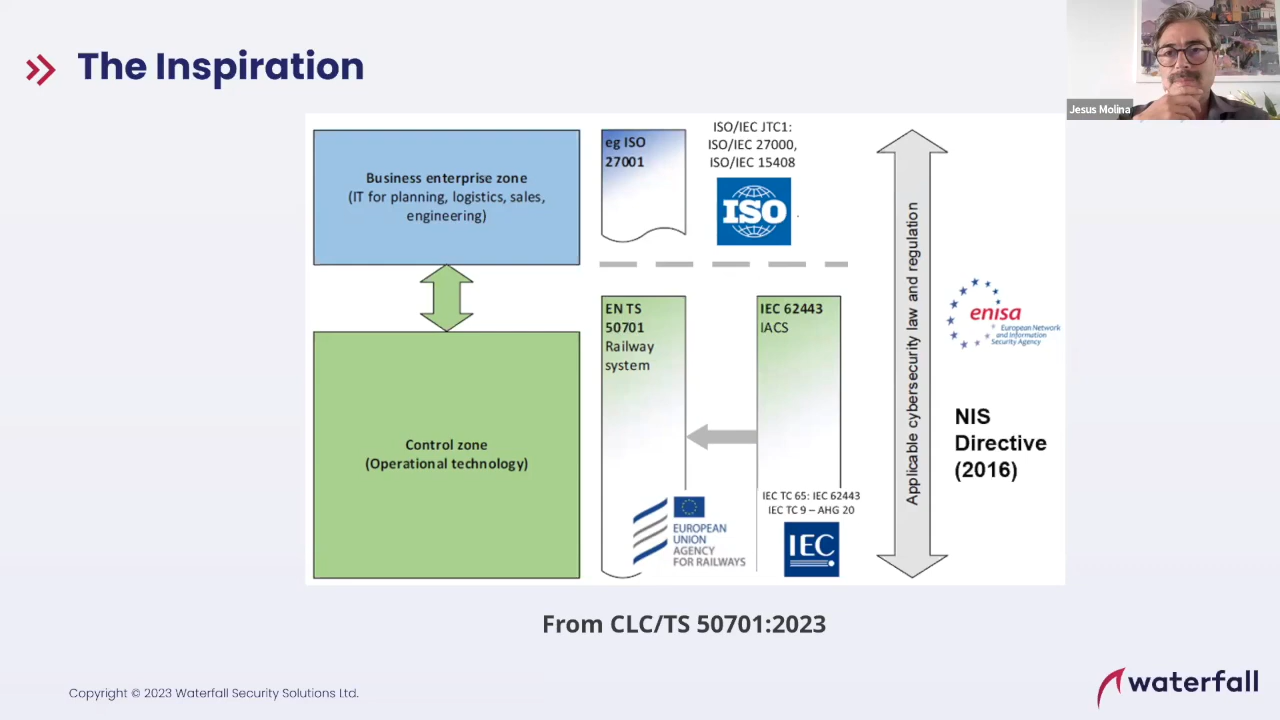 The Inspiration
Jesus Molina
Business enterprise zone
(IT for planning, logistics, sales,
engineering)
eg ISO
27001
ISO/IEC JTC1:
ISO/IEC 27000,
ISO/IEC 15408
ISO
Control zone
(Operational technology)
EN TS
50701
Railway
system
IEC 62443
IACS
EUROPEAN
UNION
AGENCY
FOR RAILWAYS
IEC TC 65: IEC 62443
IEC TC 9 – AHG 20
IEC
Applicable cybersecurity law and regulation
enisa
European Network
and Information
Security Agency
NIS
Directive
(2016)
From CLC/TS 50701:2023
Copyright © 2023 Waterfall Security Solutions Ltd.
waterfall